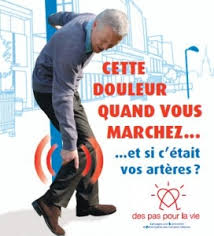 CETTE
DOULEUR
QUAND VOUS
MARCHEZ...
...et si c'était
vos artères ?
des pas pour la vie